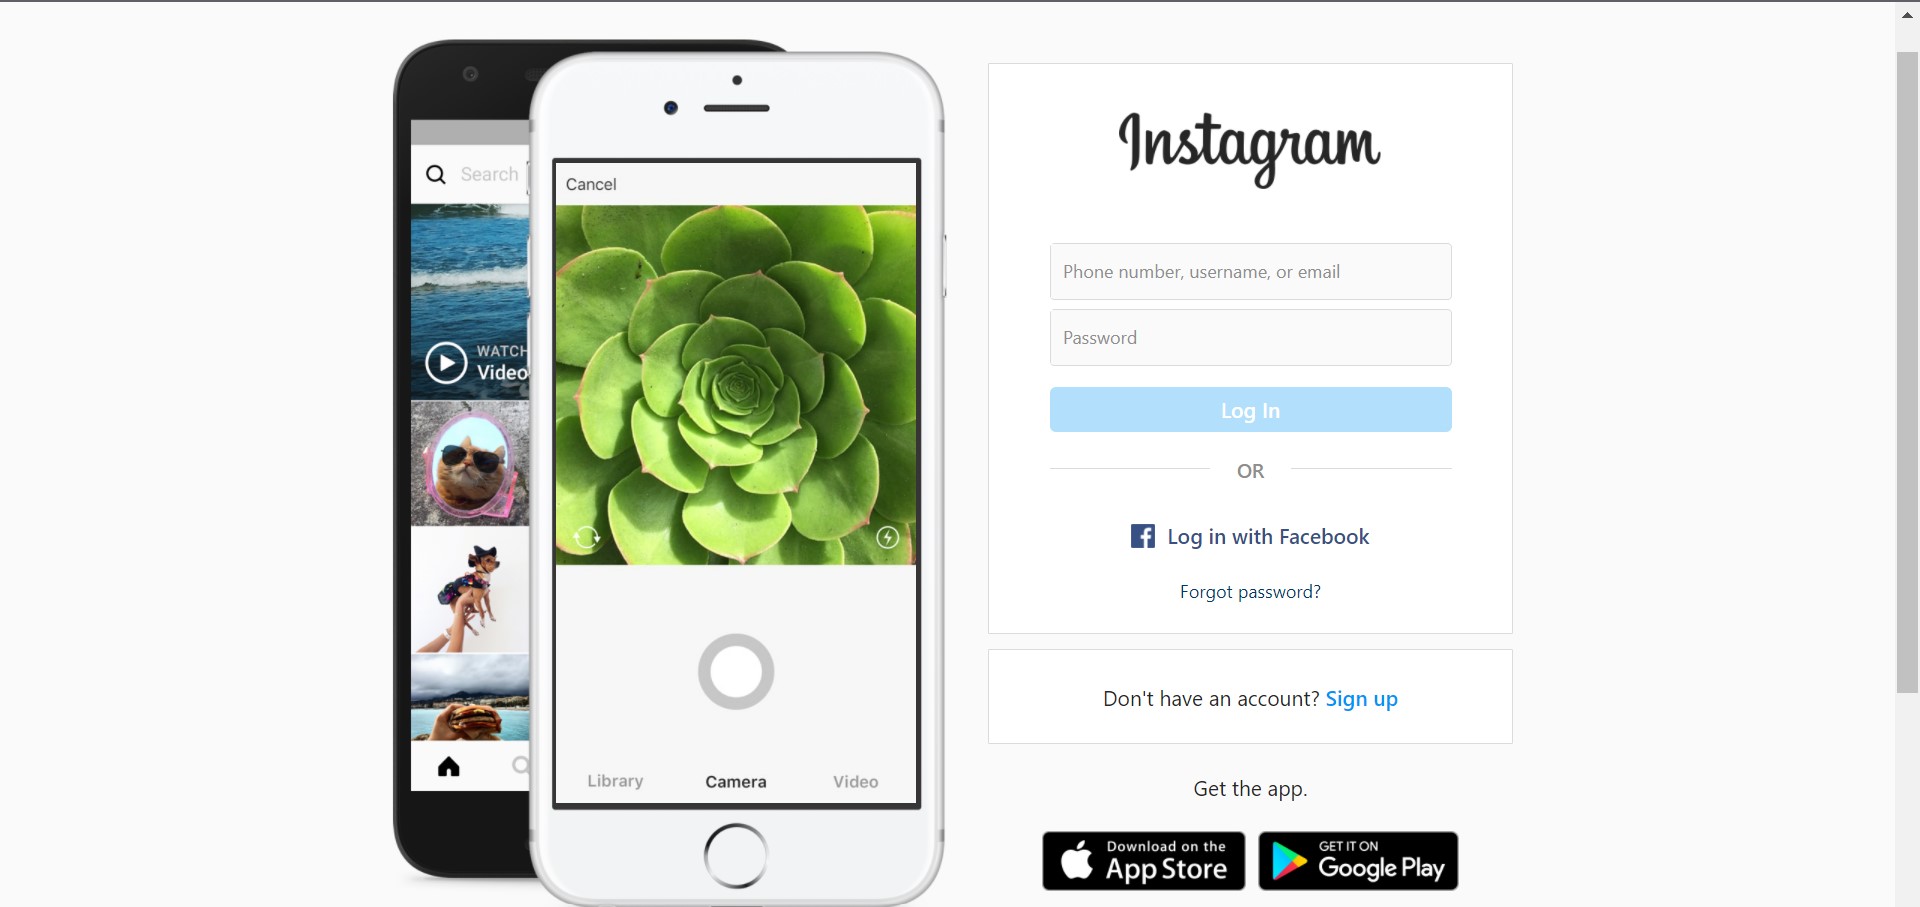 Search
WATCH
Video
Cancel
Library
Camera
Video
Instagram
Phone number, username, or email
Password
Log In
OR
Log in with Facebook
Forgot password?
Don't have an account? Sign up
Get the app.
Download on the
App Store
GET IT ON
Google Play